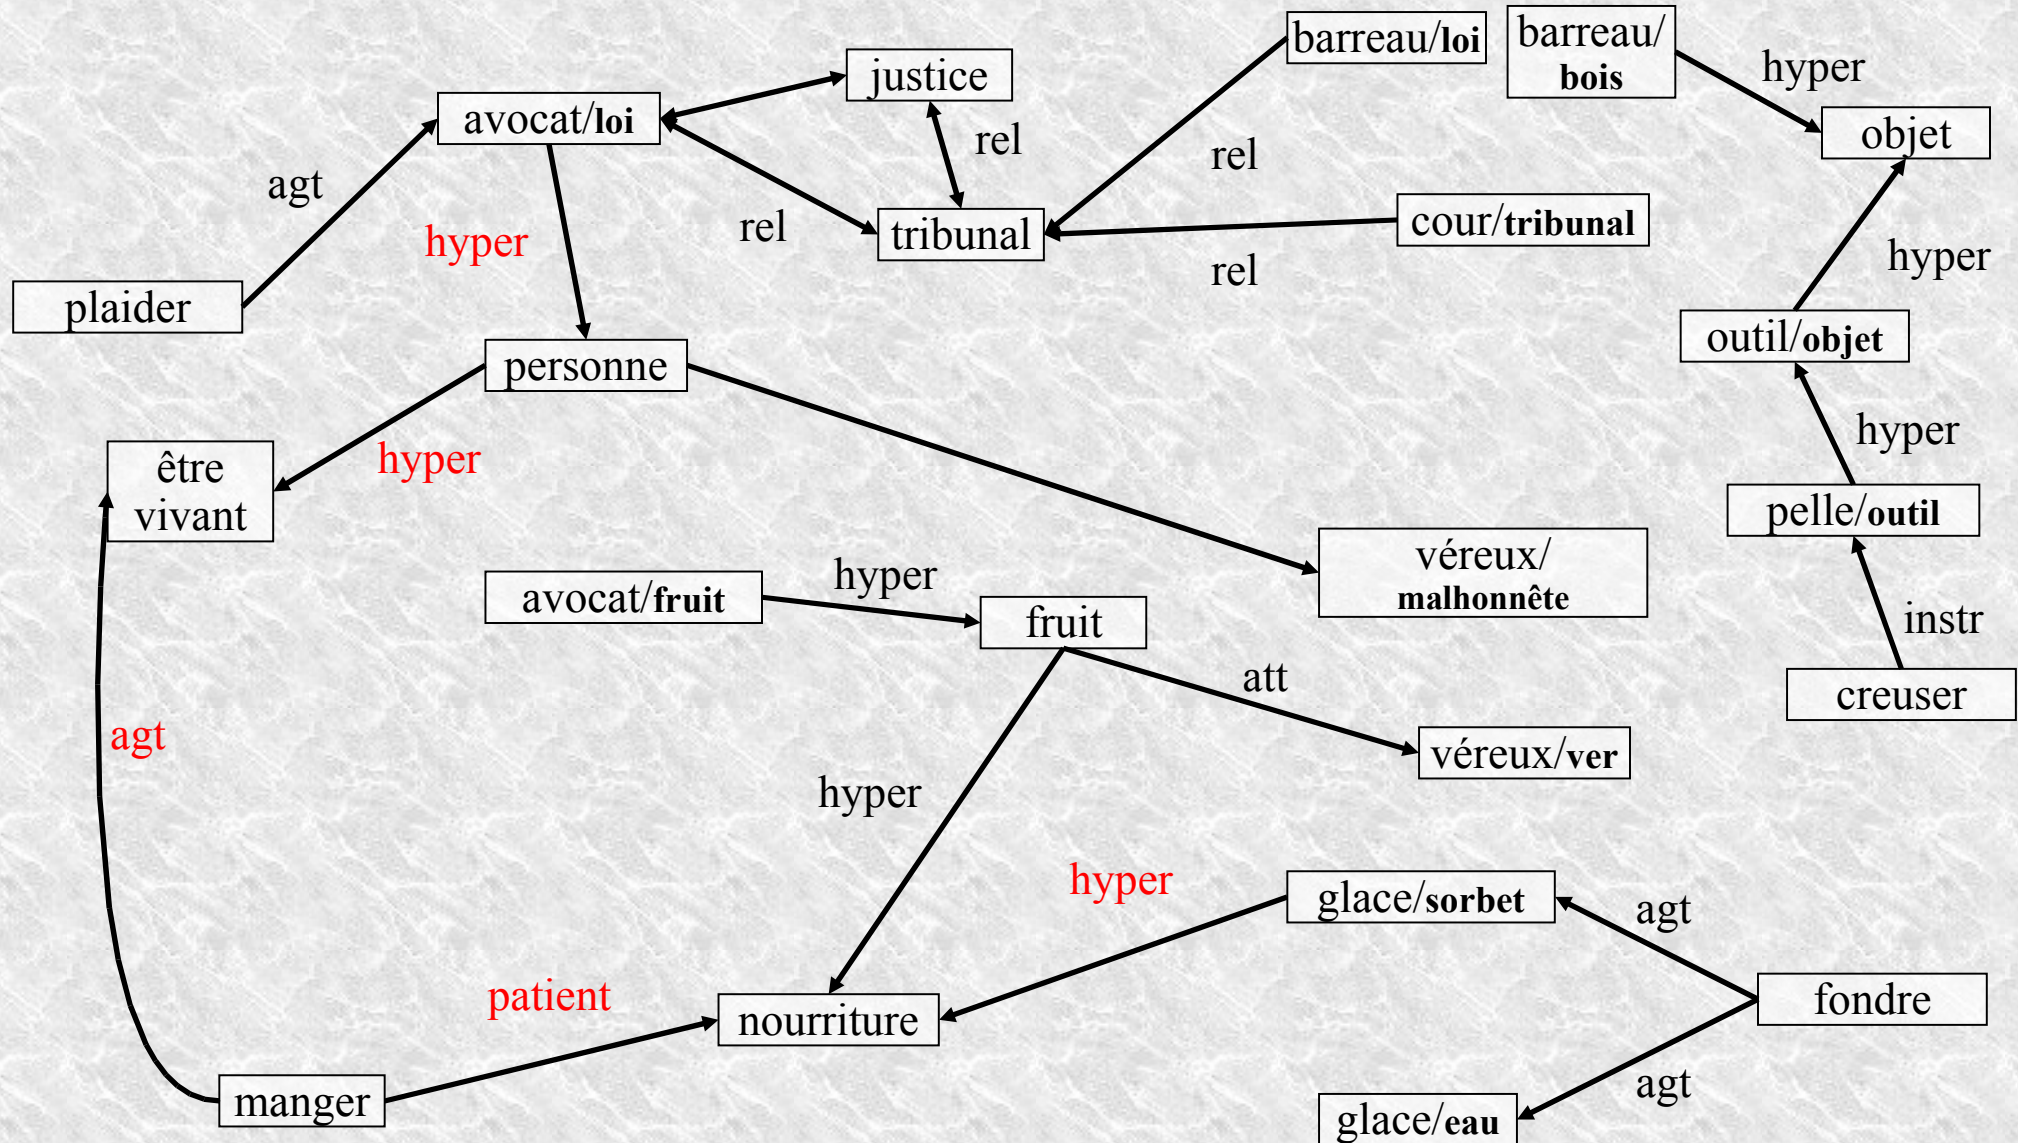 barreau/loi
barreau/
bois
hyper
justice
avocat/loi
objet
rel
rel
agt
cour/tribunal
hyper
rel
tribunal
rel
hyper
plaider
outil/objet
personne
hyper
hyper
être
vivant
pelle/outil
véreux/
malhonnête
hyper
avocat/fruit
fruit
instr
att
creuser
agt
véreux/ver
hyper
hyper
glace/sorbet
agt
patient
nourriture
fondre
agt
manger
glace/eau